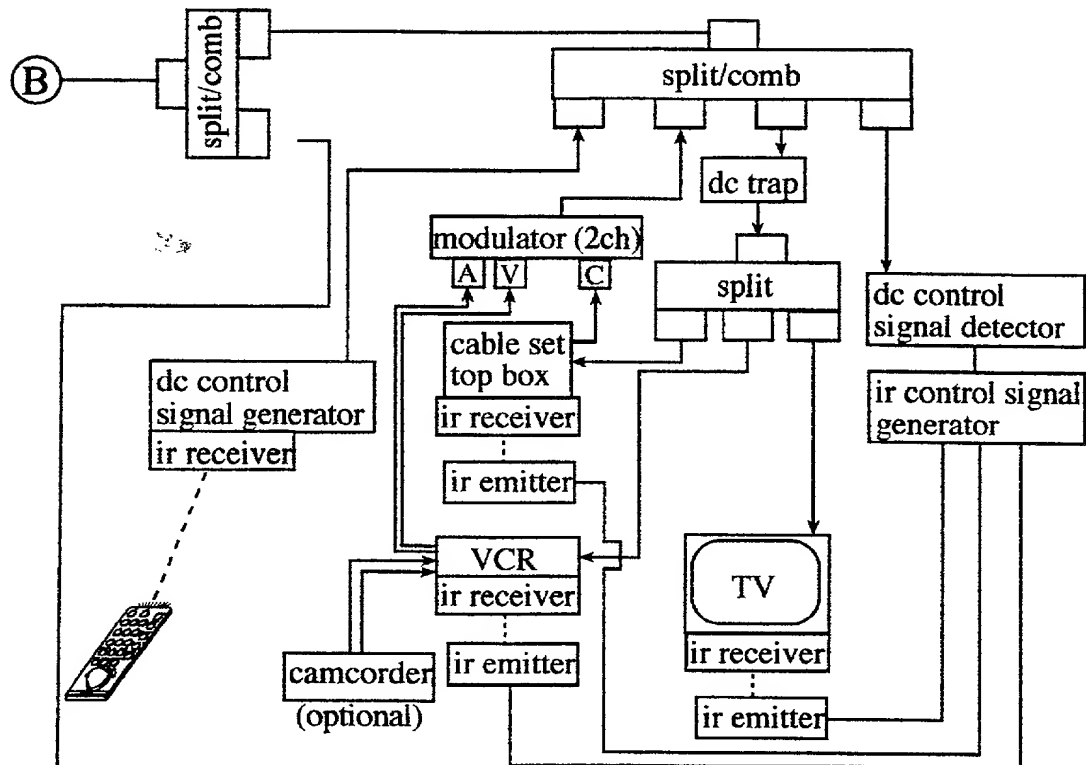 B
split/comb
split/comb
dc trap
modulator (2ch)
A V C
split
dc control
signal detector
cable set
top box
dc control
signal generator
ir receiver
ir control signal
generator
ir receiver
ir emitter
VCR
ir receiver
TV
ir emitter
camcorder
(optional)
ir receiver
ir emitter